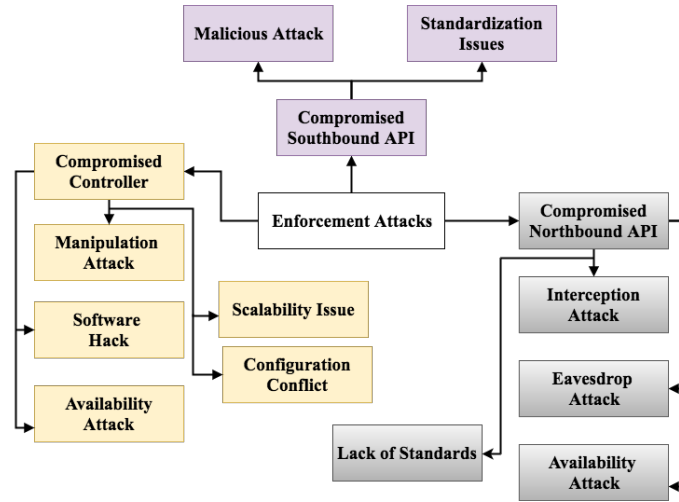 Malicious Attack
Standardization
Issues
Compromised
Southbound API
Compromised
Controller
Enforcement Attacks
Compromised
Northbound API
Manipulation
Attack
Scalability Issue
Interception
Attack
Software
Hack
Configuration
Conflict
Eavesdrop
Attack
Availability
Attack
Lack of Standards
Availability
Attack